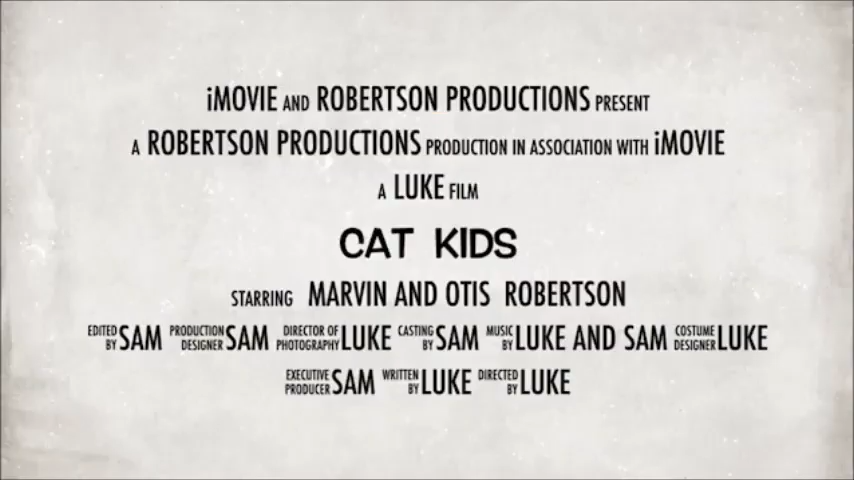 iMOVIE AND ROBERTSON PRODUCTIONS PRESENT
A ROBERTSON PRODUCTIONS PRODUCTION IN ASSOCIATION WITH iMOVIE
A LUKE FILM
CAT KIDS
STARRING MARVIN AND OTIS ROBERTSON
EDITED BY SAM PRODUCTION DESIGNER SAM DIRECTOR OF PHOTOGRAPHY LUKE CASTING BY SAM MUSIC BY LUKE AND SAM COSTUME DESIGNER LUKE
EXECUTIVE PRODUCER SAM WRITTEN BY LUKE DIRECTED BY LUKE